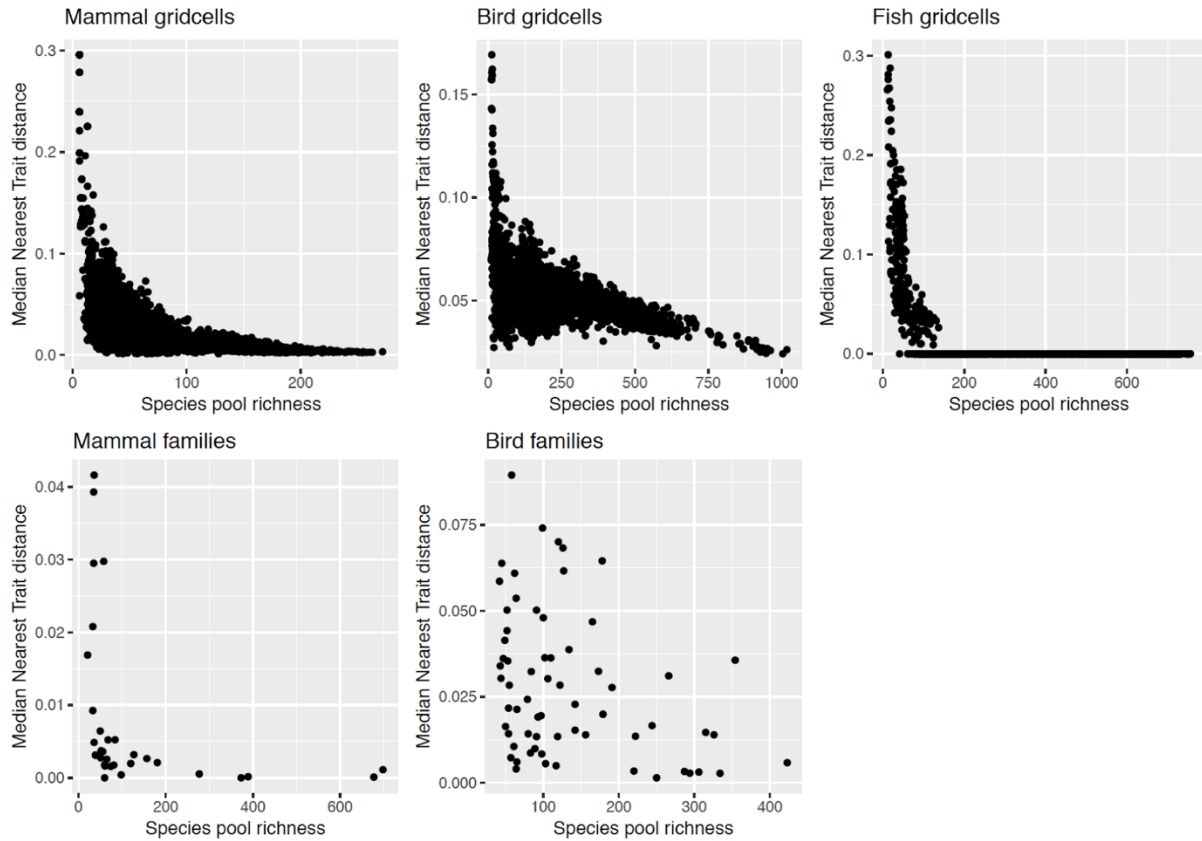 Mammal gridcells
Median Nearest Trait distance
0.3
0.2
0.1
0.0
0
100
200
Species pool richness
Bird gridcells
Median Nearest Trait distance
0.15
0.10
0.05
0
250
500
750
1000
Species pool richness
Fish gridcells
Median Nearest Trait distance
0.3
0.2
0.1
0.0
0
200
400
600
Species pool richness
Mammal families
Median Nearest Trait distance
0.04
0.03
0.02
0.01
0.00
0
200
400
600
Species pool richness
Bird families
Median Nearest Trait distance
0.075
0.050
0.025
0.000
100
200
300
400
Species pool richness